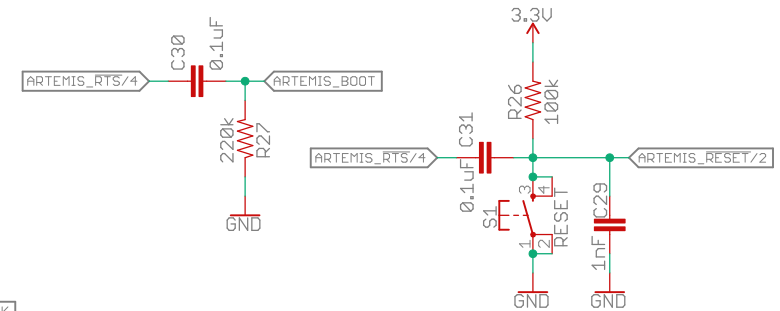 3.3V
C30
0.1uF
ARTEMIS_RTS/4
ARTEMIS_BOOT
220k
R27
GND
R26
100k
C31
0.1uF
ARTEMIS_RTS/4
ARTEMIS_RESET/2
3
4
S1
RESET
1
2
C29
1nF
GND
GND
K